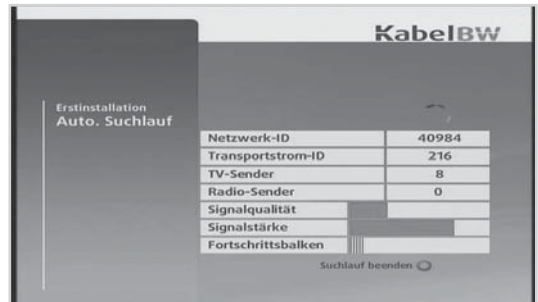 KabelBW
Erstinstallation
Auto. Suchlauf
Netzwerk-ID 40984
Transportstrom-ID 216
TV-Sender 8
Radio-Sender 0
Signalqualität
Signalstärke
Fortschrittsbalken
Suchlauf beenden